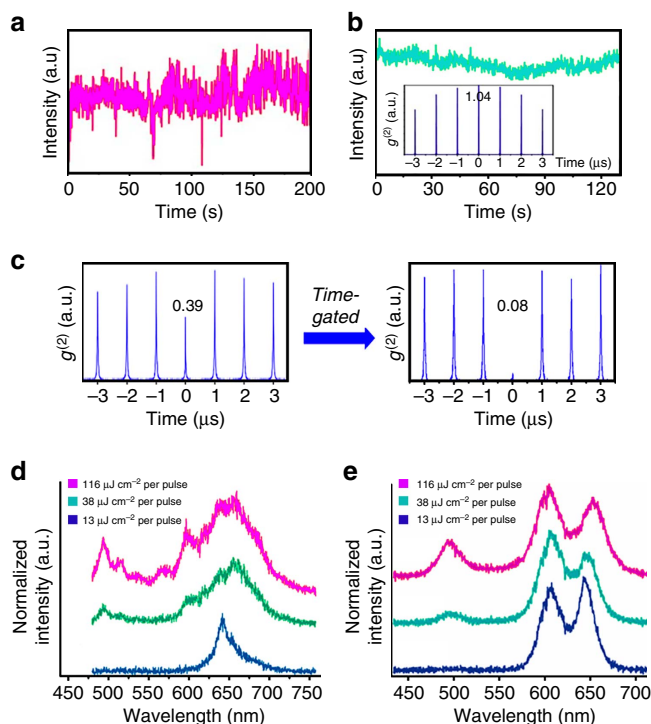 a
Intensity (a.u)
0 50 100 150 200
Time (s)
b
Intensity (a.u.)
1.04
g(2) (a.u.)
−3 −2 −1 0 1 2 3 Time (μs)
0 30 60 90 120
Time (s)
c
g(2) (a.u.)
0.39
−3 −2 −1 0 1 2 3
Time (μs)
Time-
gated
g(2) (a.u.)
0.08
−3 −2 −1 0 1 2 3
Time (μs)
d
Normalized
intensity (a.u.)
116 μJ cm−2 per pulse
38 μJ cm−2 per pulse
13 μJ cm−2 per pulse
450 500 550 600 650 700 750
Wavelength (nm)
e
Normalized
intensity (a.u.)
116 μJ cm−2 per pulse
38 μJ cm−2 per pulse
13 μJ cm−2 per pulse
450 500 550 600 650 700
Wavelength (nm)